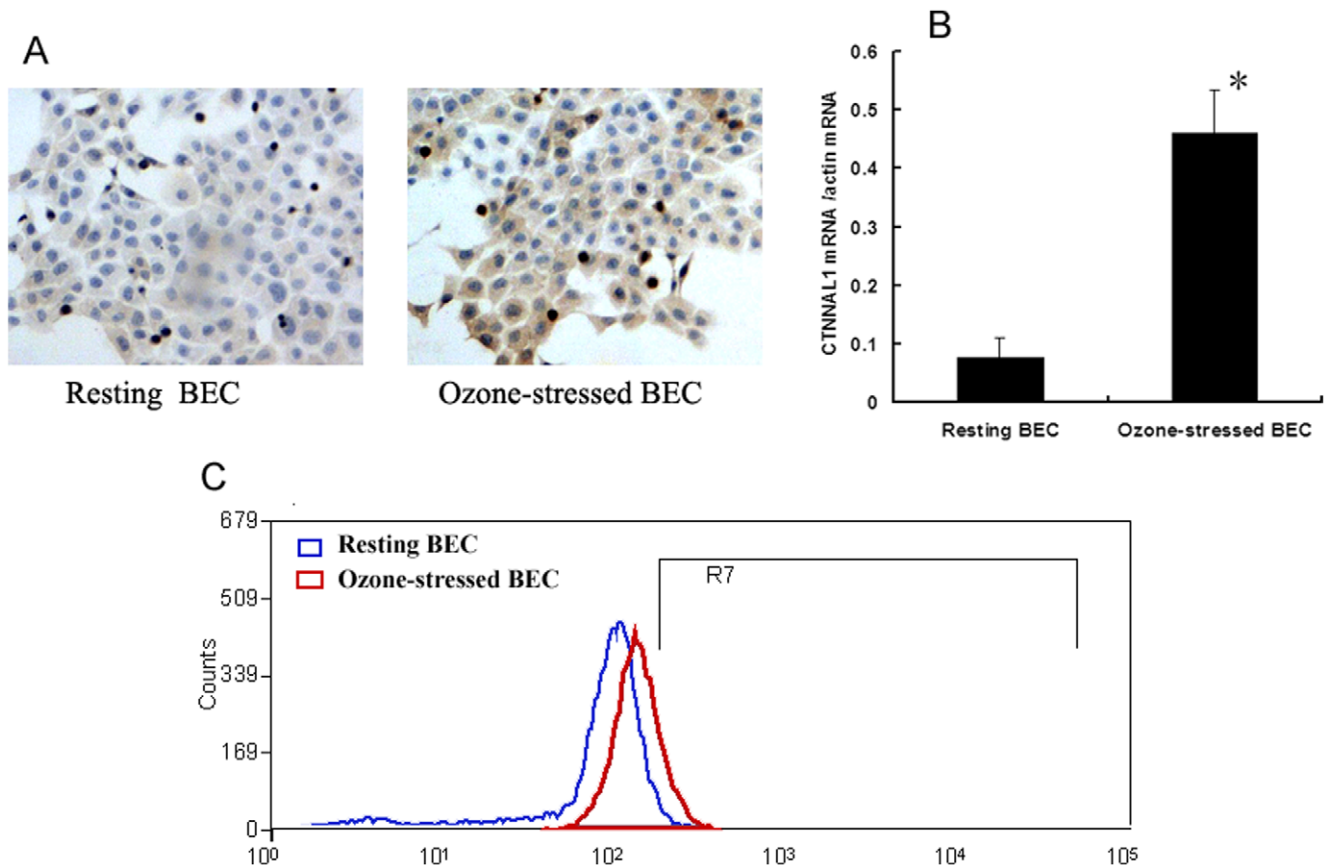 A
Resting BEC
Ozone-stressed BEC
B
0.6
0.5
0.4
0.3
0.2
0.1
0
CTNNAL1 mRNA /actin mRNA
*
Resting BEC
Ozone-stressed BEC
C
679
509
339
169
0
Counts
Resting BEC
Ozone-stressed BEC
R7
10⁰
10¹
10²
10³
10⁴
10⁵